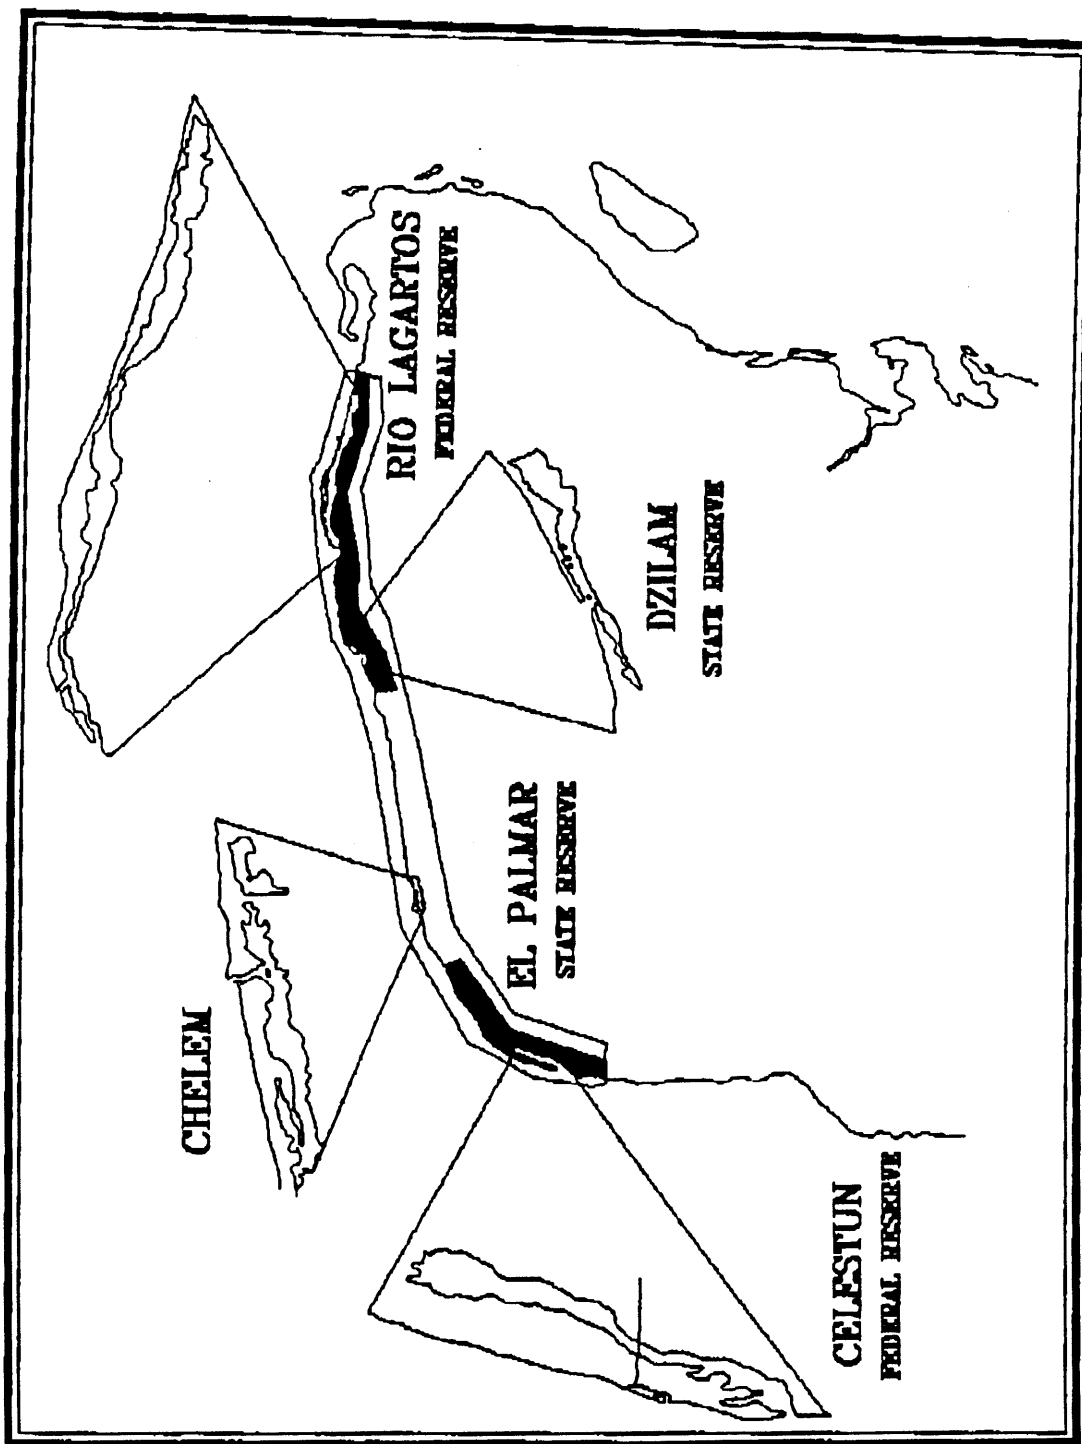 RIO LAGARTOS
FEDERAL RESERVE
DZILAM
STATE RESERVE
EL PALMAR
STATE RESERVE
CHELEM
CELESTUN
FEDERAL RESERVE